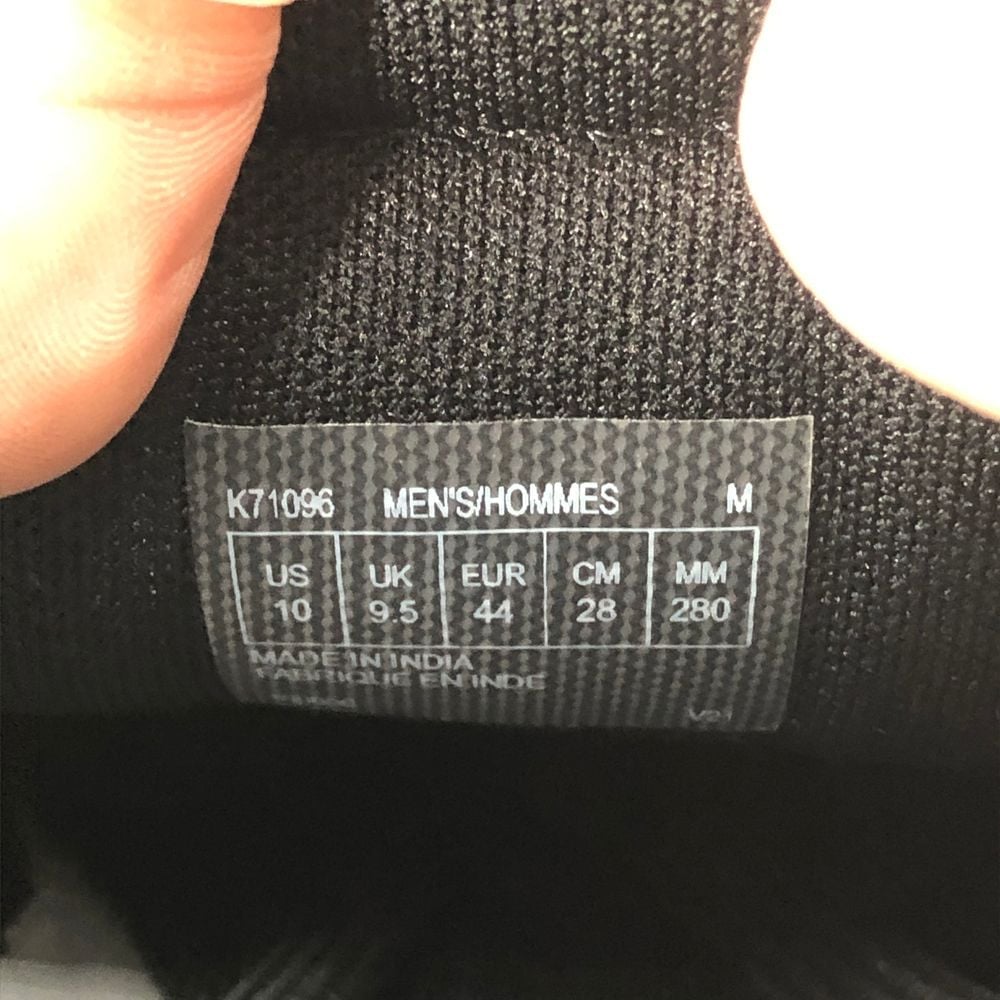 K71096 MEN'S/HOMMES M
US UK EUR CM MM
10 9.5 44 28 280
MADE IN INDIA
FABRIQUE EN INDE